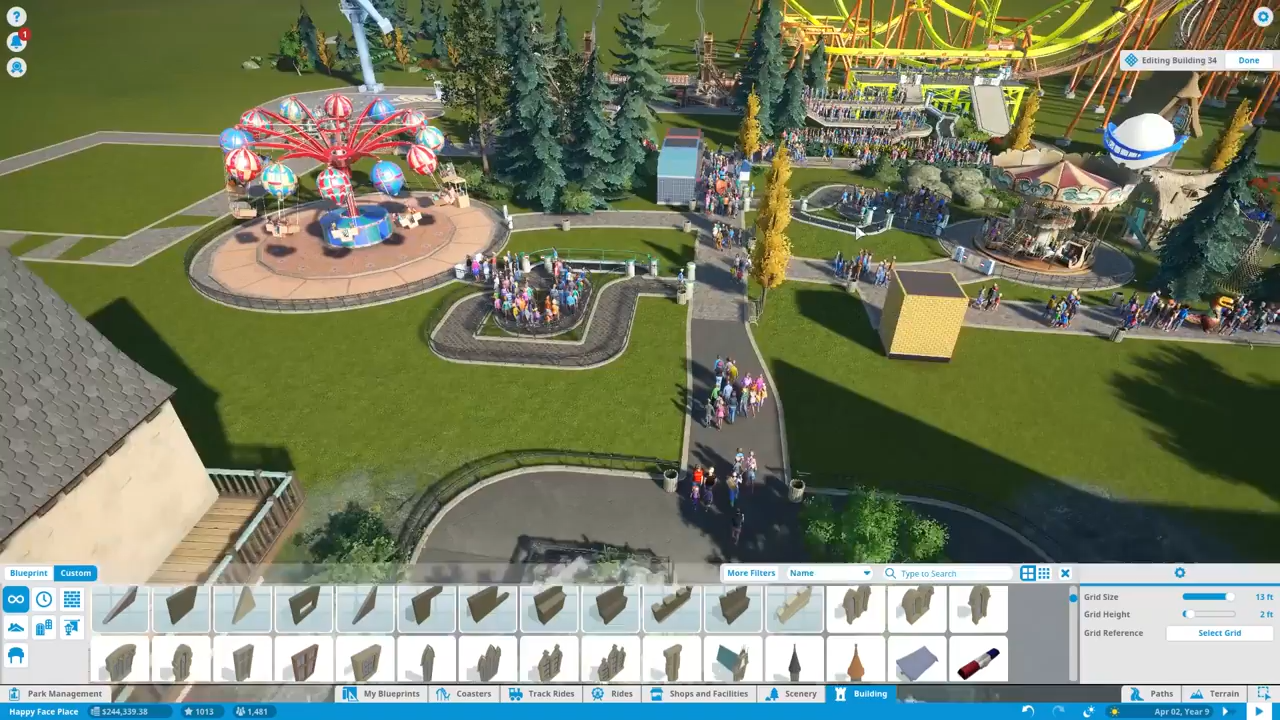 ?
1
Editing Building 34 Done
Blueprint Custom
More Filters Name Type to Search
Grid Size 13 ft
Grid Height 2 ft
Grid Reference Select Grid
Park Management My Blueprints Coasters Track Rides Rides Shops and Facilities Scenery Building Paths Terrain
Happy Face Place $244,339.38 1013 1,481 Apr 02, Year 9